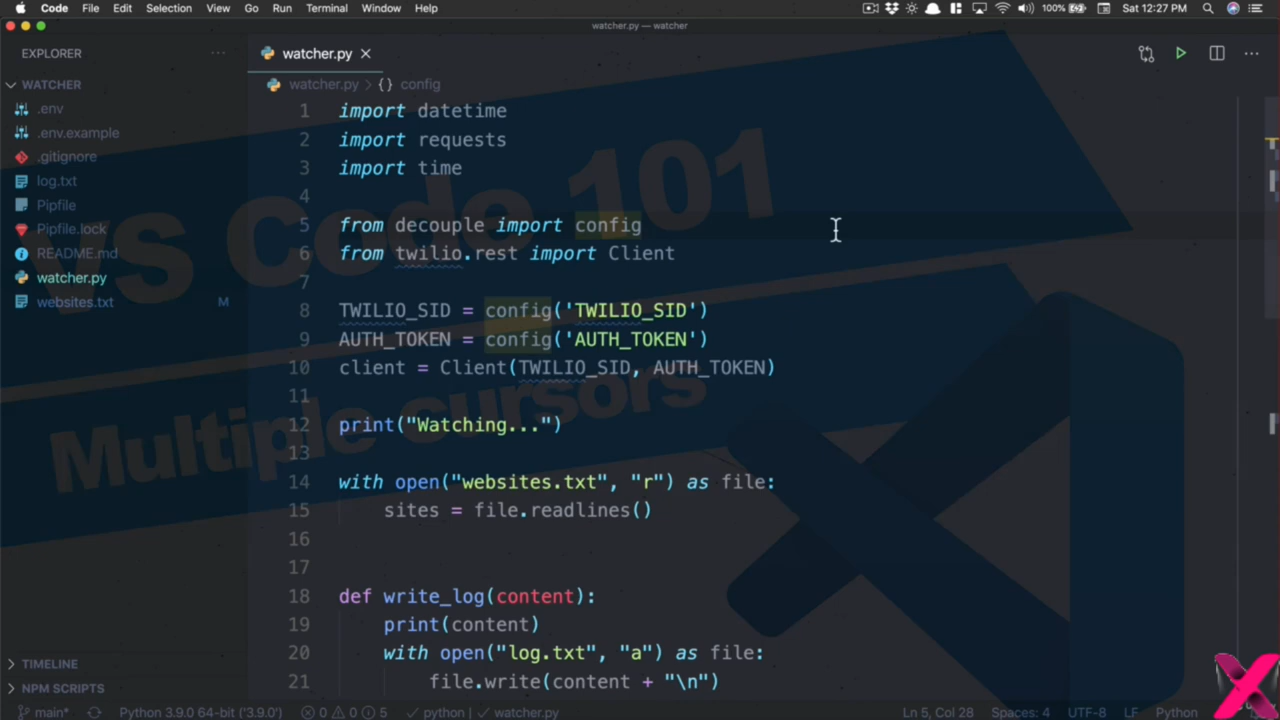 Code File Edit Selection View Go Run Terminal Window Help 100% Sat 12:27 PM
watcher.py — watcher
EXPLORER
watcher.py
WATCHER
watcher.py > {} config
.env
.env.example
.gitignore
log.txt
Pipfile
Pipfile.lock
README.md
watcher.py
websites.txt M
1 import datetime
2 import requests
3 import time
4
5 from decouple import config
6 from twilio.rest import Client
7
8 TWILIO_SID = config('TWILIO_SID')
9 AUTH_TOKEN = config('AUTH_TOKEN')
10 client = Client(TWILIO_SID, AUTH_TOKEN)
11
12 print("Watching...")
13
14 with open("websites.txt", "r") as file:
15 sites = file.readlines()
16
17
18 def write_log(content):
19 print(content)
20 with open("log.txt", "a") as file:
21 file.write(content + "\n")
VS Code 101
Multiple cursors
TIMELINE
NPM SCRIPTS
main* Python 3.9.0 64-bit ('3.9.0') 0 0 5 python watcher.py Ln 5, Col 28 Spaces: 4 UTF-8 LF Python